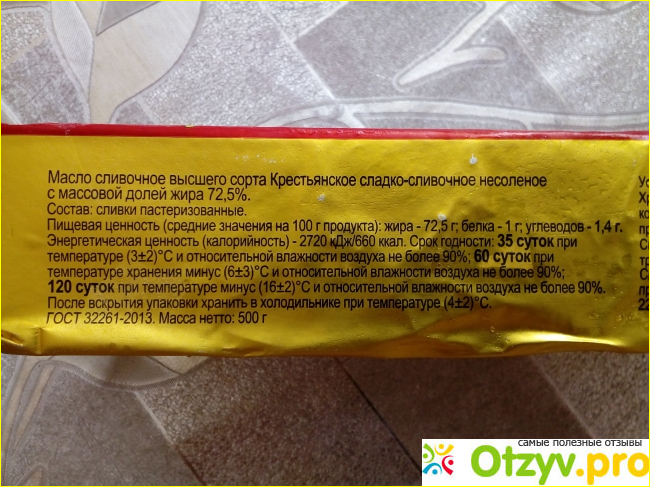 Масло сливочное высшего сорта Крестьянское сладко-сливочное несоленое
с массовой долей жира 72,5%.
Состав: сливки пастеризованные.
Пищевая ценность (средние значения на 100 г продукта): жира - 72,5 г; белка - 1 г; углеводов - 1,4 г.
Энергетическая ценность (калорийность) - 2720 кДж/660 ккал. Срок годности: 35 суток при
температуре (3±2)°С и относительной влажности воздуха не более 90%; 60 суток при
температуре хранения минус (6±3)°С и относительной влажности воздуха не более 90%;
120 суток при температуре минус (16±2)°С и относительной влажности воздуха не более 90%.
После вскрытия упаковки хранить в холодильнике при температуре (4±2)°С.
ГОСТ 32261-2013. Масса нетто: 500 г
самые полезные отзывы
Otzyv.pro